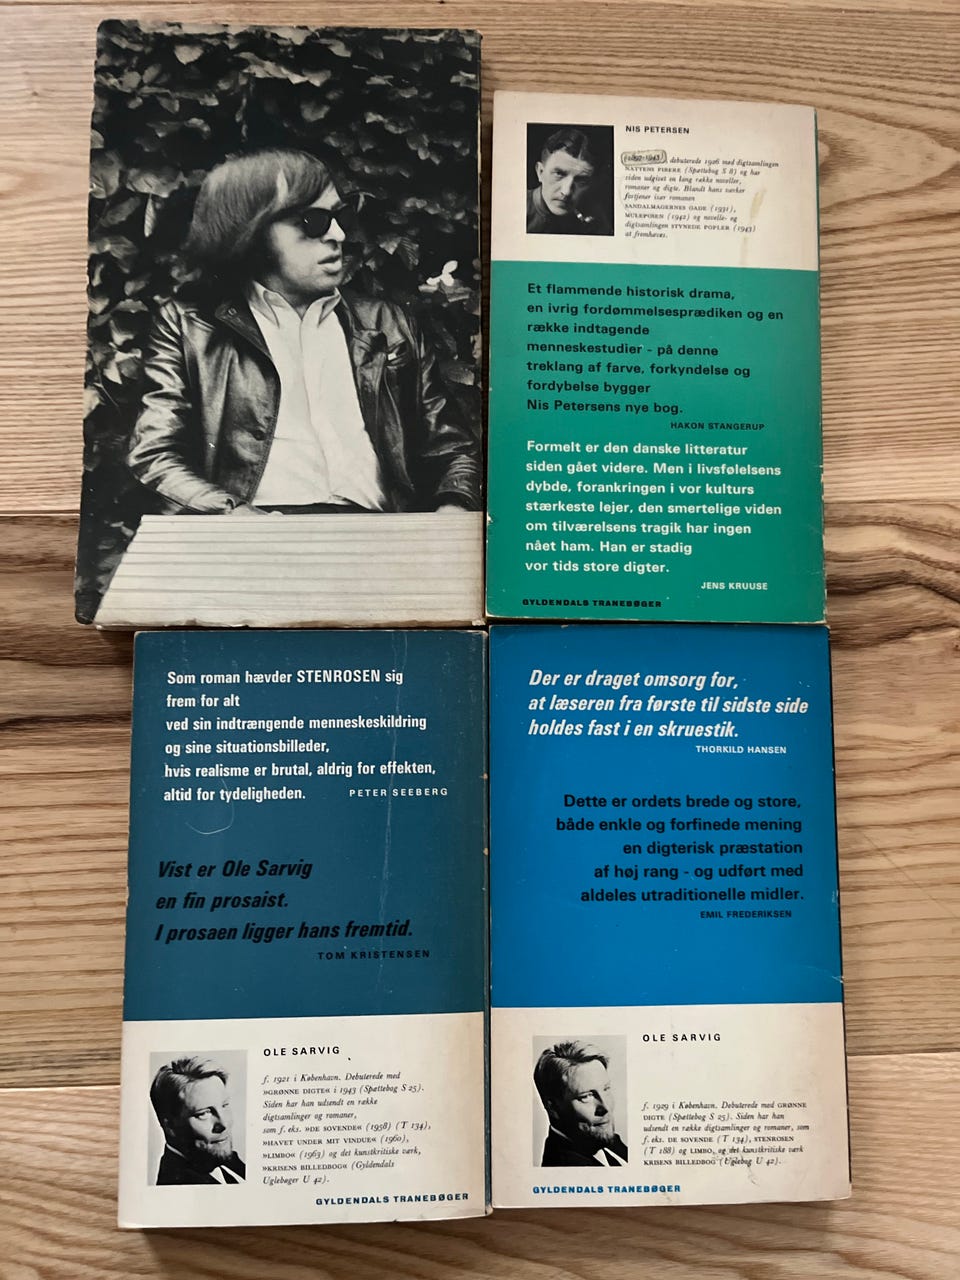 NIS PETERSEN
(1897-1943), debuterede 1926 med digtsamlingen
NATTENS PIBERE (Spættebog S 8) og har
siden udgivet en lang række noveller,
romaner og digte. Blandt hans værker
fortjener især romanen
SANDALMAGERNES GADE (1931),
MULEPOSEN (1942) og novelle- og
digtsamlingen STYNEDE POPLER (1943)
at fremhæves.
Et flammende historisk drama,
en ivrig fordømmelsesprædiken og en
række indtagende
menneskestudier - på denne
treklang af farve, forkyndelse og
fordybelse bygger
Nis Petersens nye bog.
HAKON STANGERUP
Formelt er den danske litteratur
siden gået videre. Men i livsfølelsens
dybde, forankringen i vor kulturs
stærkeste lejer, den smertelige viden
om tilværelsens tragik har ingen
nået ham. Han er stadig
vor tids store digter.
JENS KRUUSE
GYLDENDALS TRANEBØGER
Som roman hævder STENROSEN sig
frem for alt
ved sin indtrængende menneskeskildring
og sine situationsbilleder,
hvis realisme er brutal, aldrig for effekten,
altid for tydeligheden.
PETER SEEBERG
Vist er Ole Sarvig
en fin prosaist.
I prosaen ligger hans fremtid.
TOM KRISTENSEN
OLE SARVIG
f. 1921 i København. Debuterede med
»GRØNNE DIGTE« i 1943 (Spættebog S 25).
Siden har han udsendt en række
digtsamlinger og romaner,
som f. eks. »DE SOVENDE« (1958) (T 134),
»HAVET UNDER MIT VINDUE« (1960),
»LIMBO« (1963) og det kunstkritiske værk,
»KRISENS BILLEDBOG« (Gyldendals
Uglebøger U 42).
GYLDENDALS TRANEBØGER
Der er draget omsorg for,
at læseren fra første til sidste side
holdes fast i en skruestik.
THORKILD HANSEN
Dette er ordets brede og store,
både enkle og forfinede mening
en digterisk præstation
af høj rang - og udført med
aldeles utraditionelle midler.
EMIL FREDERIKSEN
OLE SARVIG
f. 1929 i København. Debuterede med GRØNNE
DIGTE (Spættebog S 25). Siden har han
udsendt en række digtsamlinger og romaner, som
f. eks. DE SOVENDE (T 134), STENROSEN
(T 188) og LIMBO, og det kunstkritiske værk
KRISENS BILLEDBOG (Uglebog U 42).
GYLDENDALS TRANEBØGER